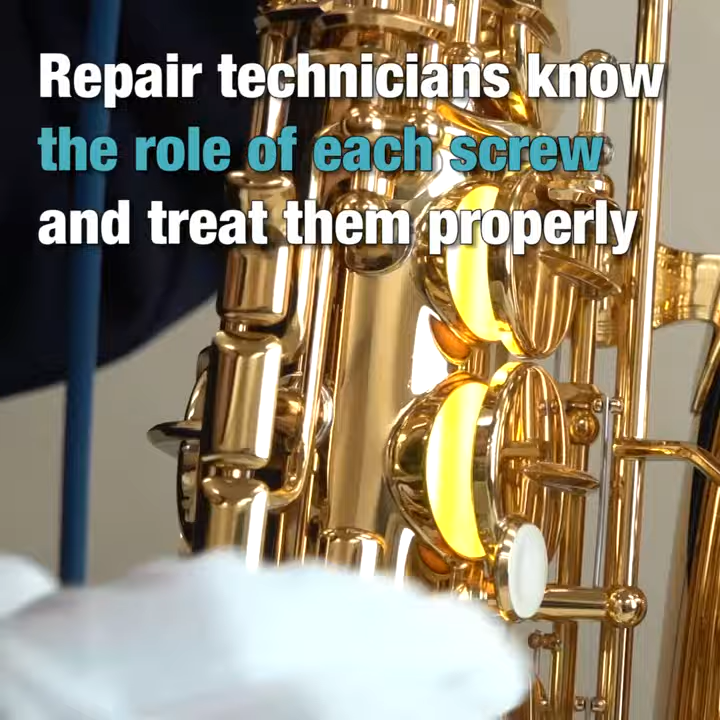 Repair technicians know
the role of each screw
and treat them properly